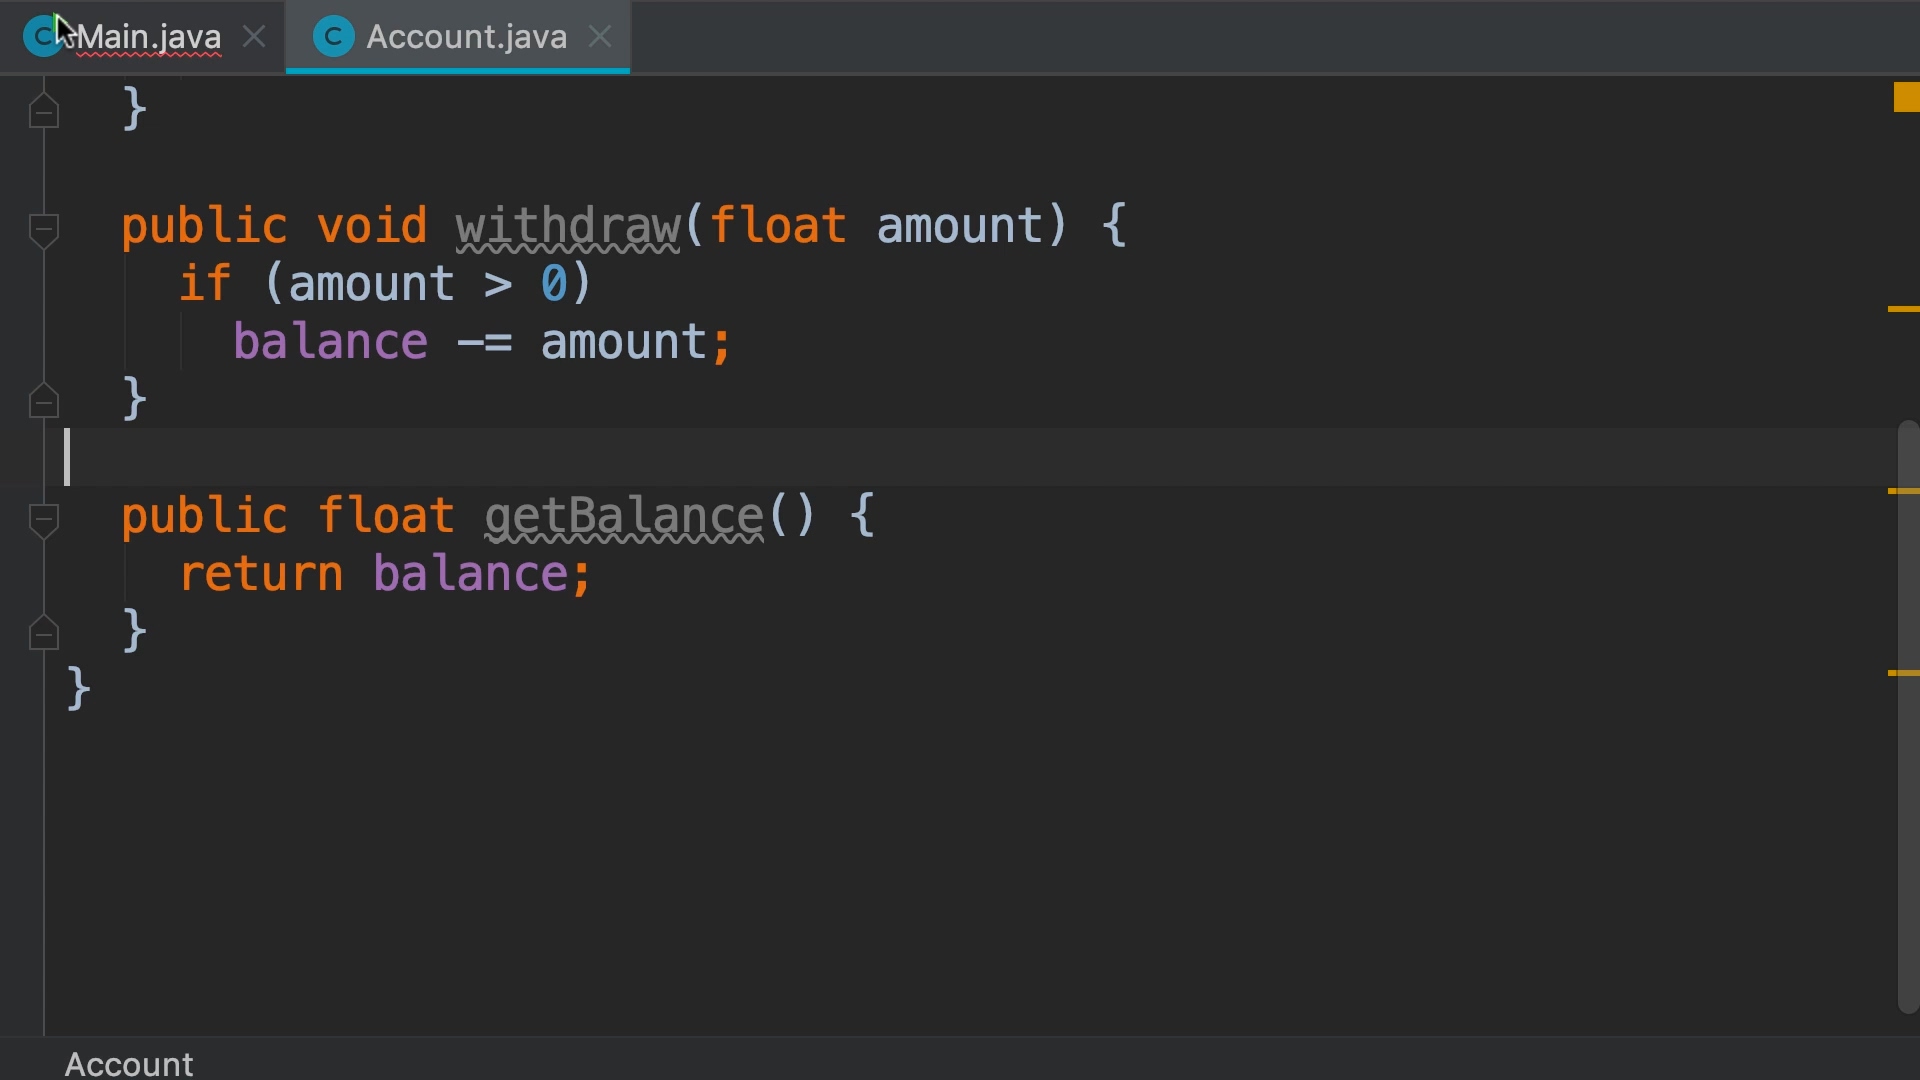 Main.java Account.java
}
public void withdraw(float amount) {
if (amount > 0)
balance -= amount;
}
public float getBalance() {
return balance;
}
}
Account